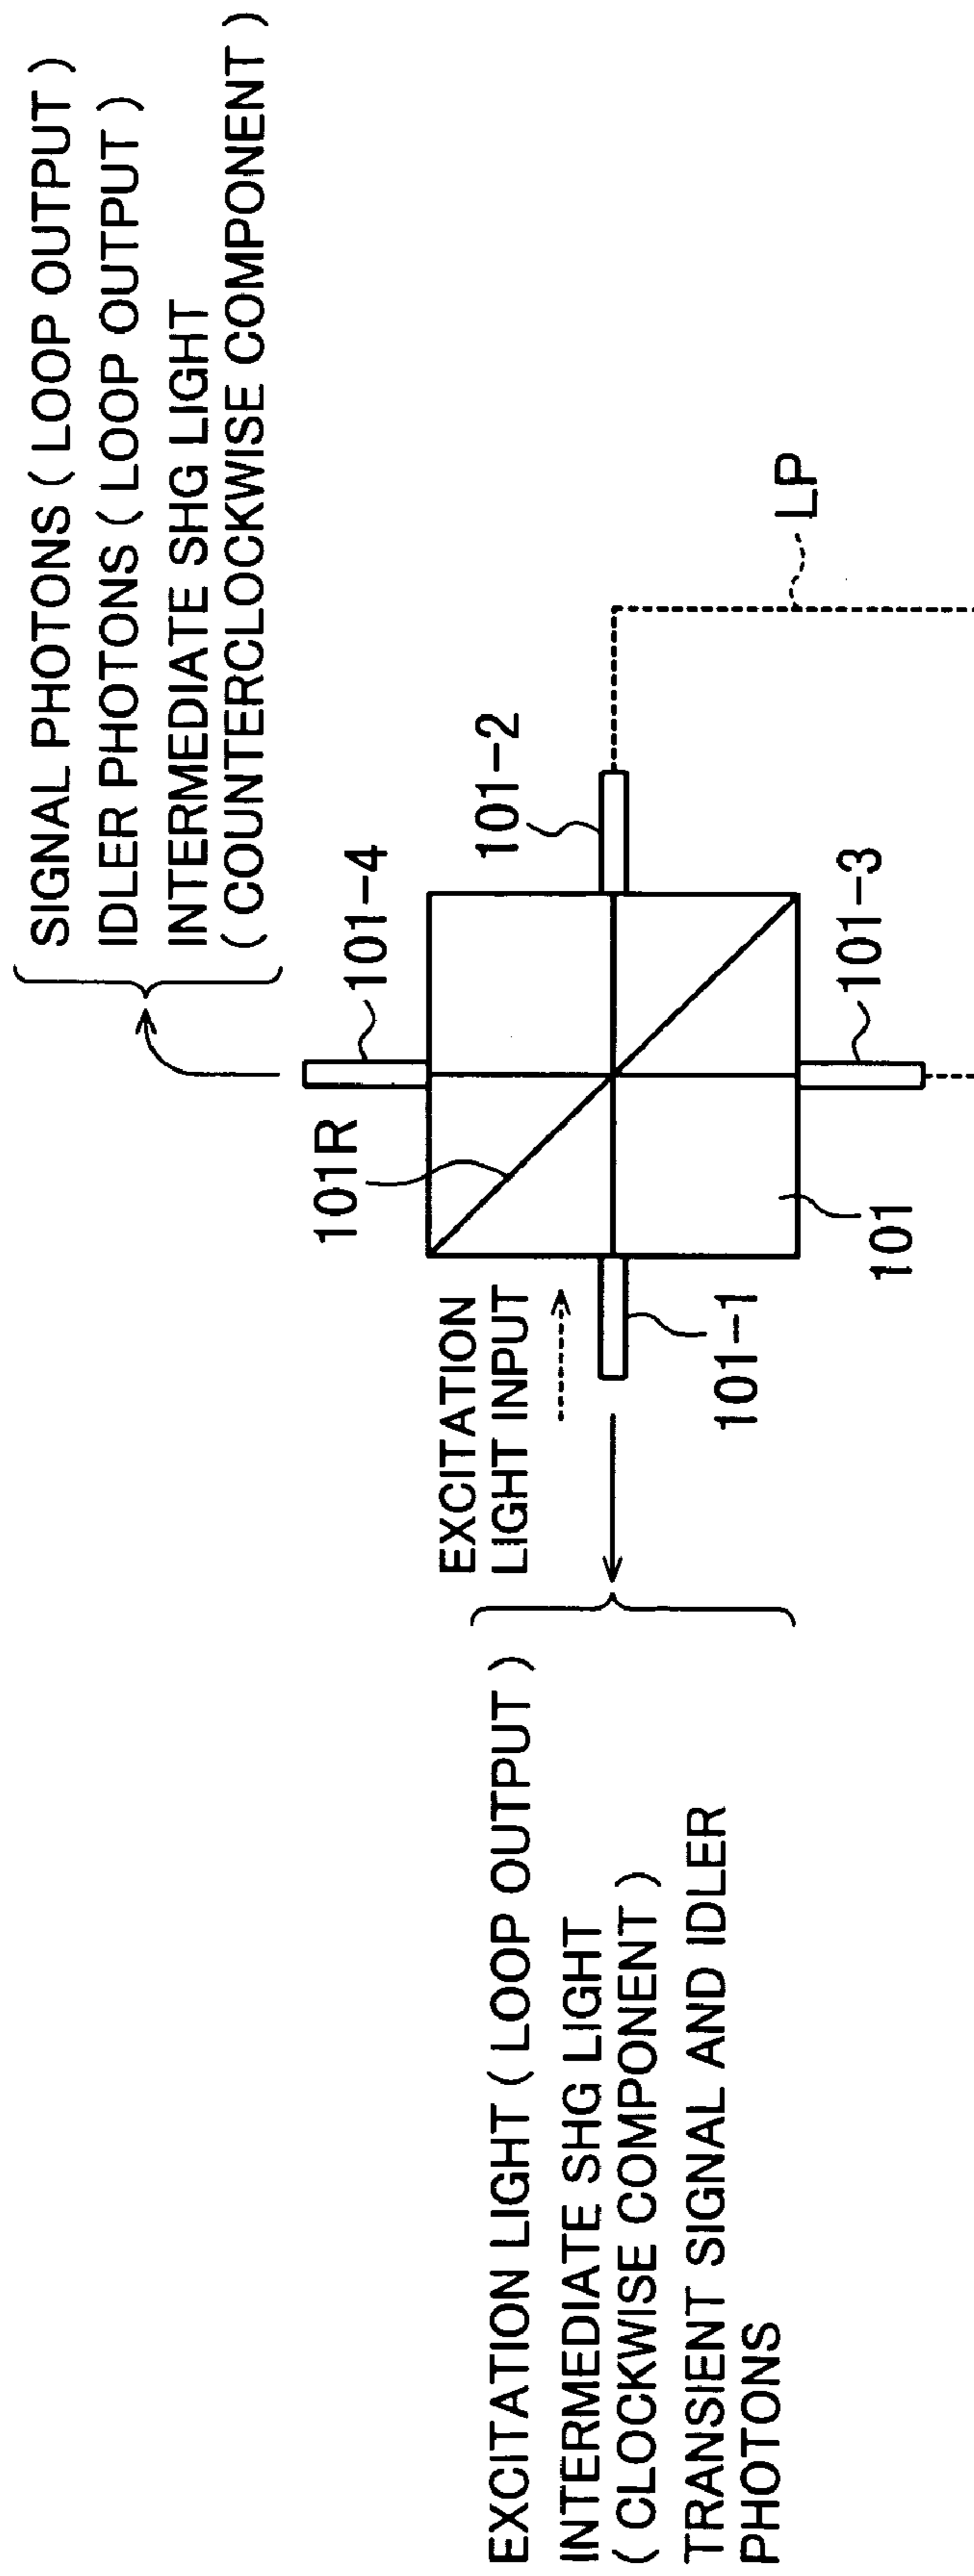 SIGNAL PHOTONS ( LOOP OUTPUT )
IDLER PHOTONS ( LOOP OUTPUT )
INTERMEDIATE SHG LIGHT
( COUNTERCLOCKWISE COMPONENT )
101-4
101R
101-2
LP
EXCITATION
LIGHT INPUT
101-1
101
101-3
EXCITATION LIGHT ( LOOP OUTPUT )
INTERMEDIATE SHG LIGHT
( CLOCKWISE COMPONENT )
TRANSIENT SIGNAL AND IDLER
PHOTONS